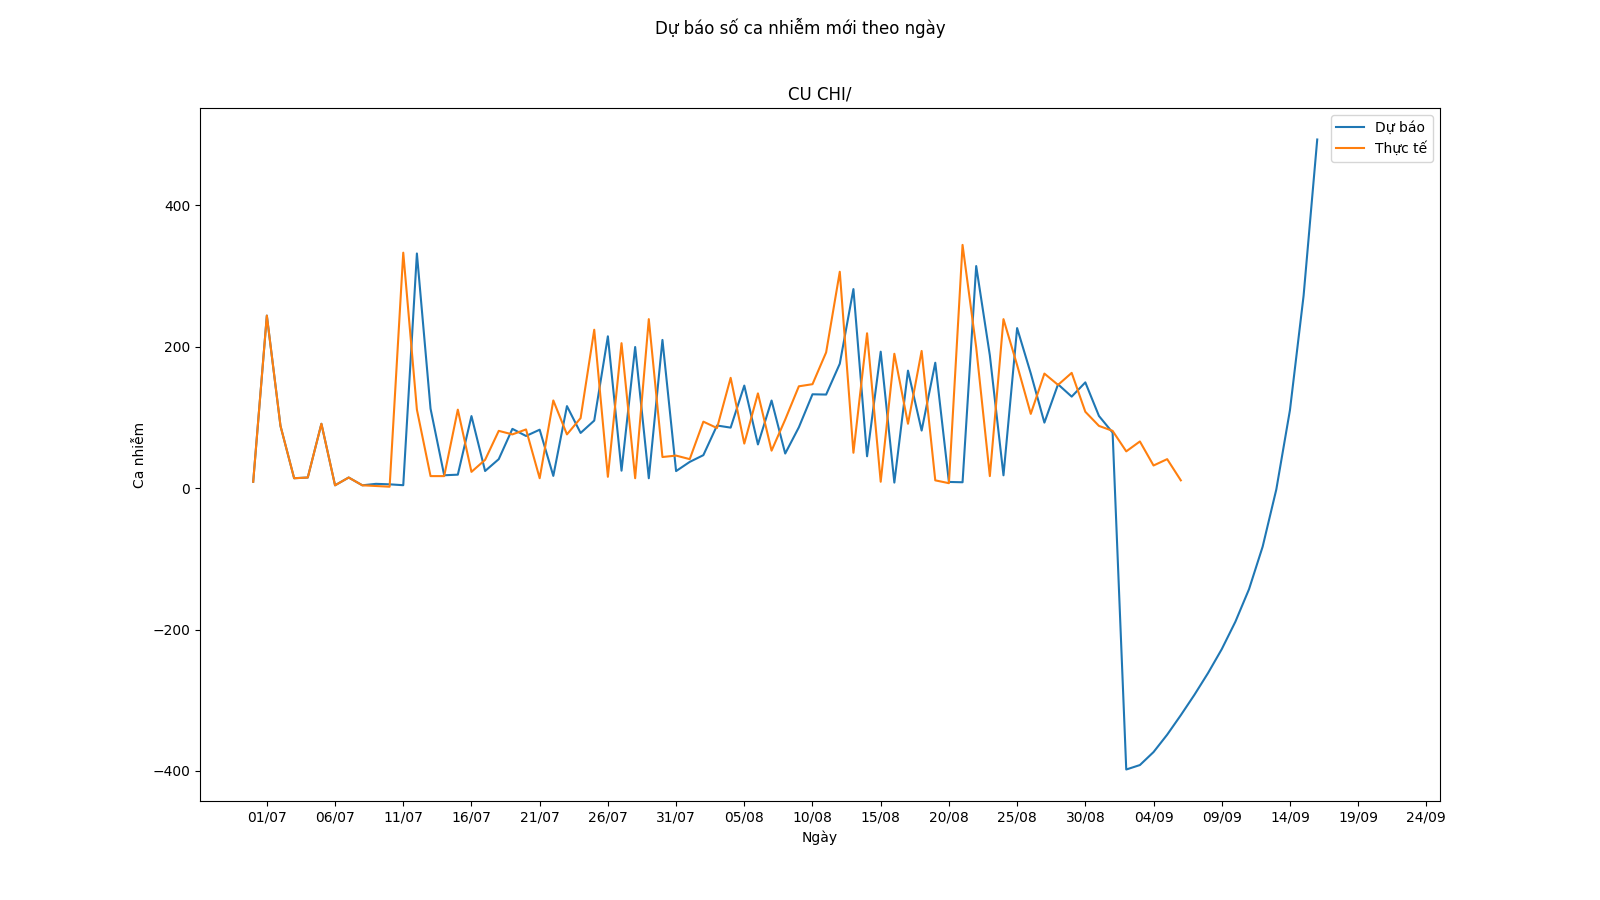 Dự báo số ca nhiễm mới theo ngày
CU CHI/
Dự báo
Thực tế
400
200
0
−200
−400
Ca nhiễm
01/07 06/07 11/07 16/07 21/07 26/07 31/07 05/08 10/08 15/08 20/08 25/08 30/08 04/09 09/09 14/09 19/09 24/09
Ngày